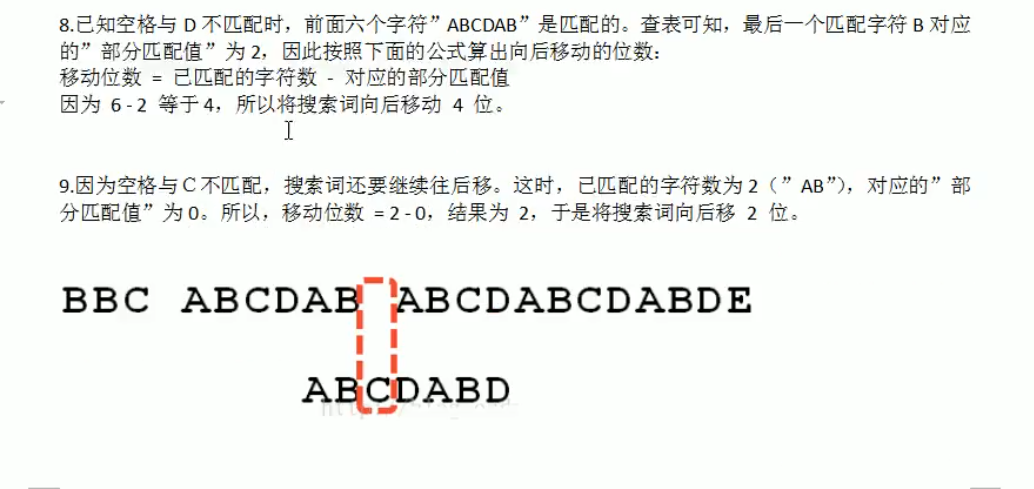 8.已知空格与 D 不匹配时，前面六个字符”ABCDAB”是匹配的。查表可知，最后一个匹配字符 B 对应
的”部分匹配值”为 2，因此按照下面的公式算出向后移动的位数：
移动位数 = 已匹配的字符数 - 对应的部分匹配值
因为 6 - 2 等于 4，所以将搜索词向后移动 4 位。
9.因为空格与 C 不匹配，搜索词还要继续往后移。这时，已匹配的字符数为 2（”AB”），对应的”部
分匹配值”为 0。所以，移动位数 = 2 - 0，结果为 2，于是将搜索词向后移 2 位。
BBC ABCDAB ABCDABCDABDE
ABCDABD